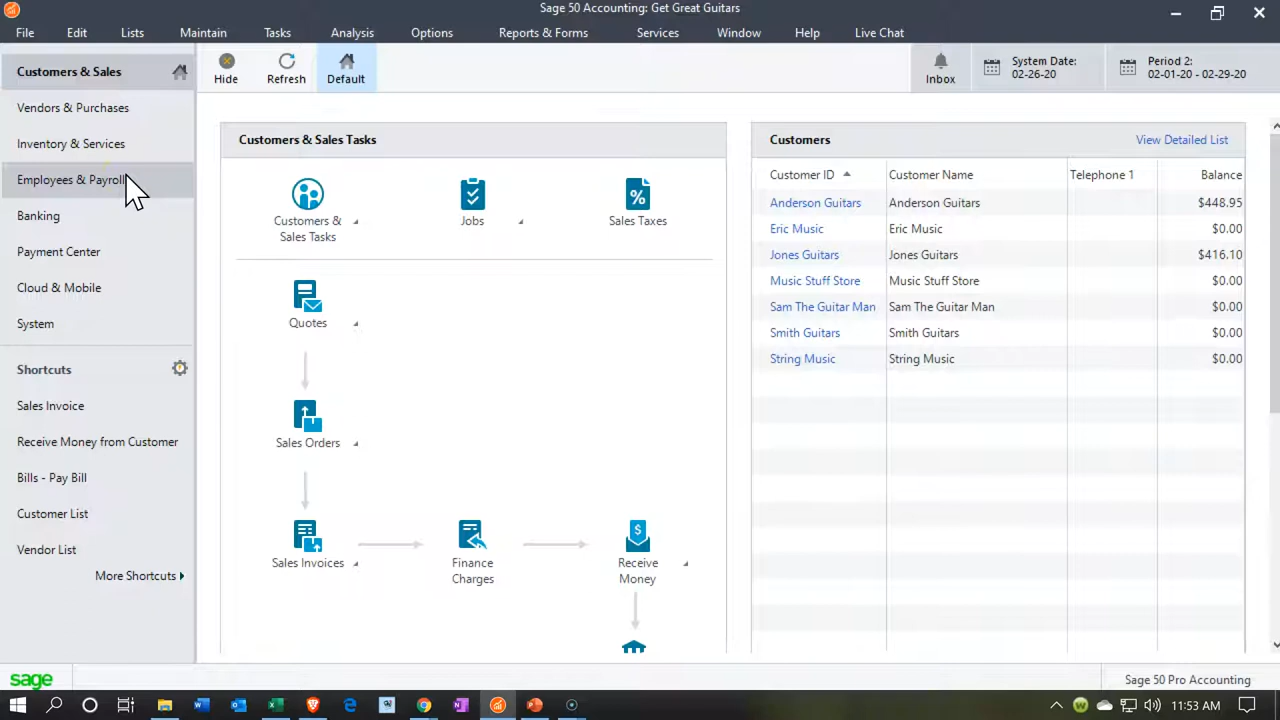 Sage 50 Accounting: Get Great Guitars
File Edit Lists Maintain Tasks Analysis Options Reports & Forms Services Window Help Live Chat
Customers & Sales
Vendors & Purchases
Inventory & Services
Employees & Payroll
Banking
Payment Center
Cloud & Mobile
System
Shortcuts
Sales Invoice
Receive Money from Customer
Bills - Pay Bill
Customer List
Vendor List
More Shortcuts
Hide Refresh Default
Inbox
System Date:
02-26-20
Period 2:
02-01-20 - 02-29-20
Customers & Sales Tasks
Customers &
Sales Tasks
Jobs
Sales Taxes
Quotes
Sales Orders
Sales Invoices
Finance
Charges
Receive
Money
Customers View Detailed List
Customer ID Customer Name Telephone 1 Balance
Anderson Guitars Anderson Guitars $448.95
Eric Music Eric Music $0.00
Jones Guitars Jones Guitars $416.10
Music Stuff Store Music Stuff Store $0.00
Sam The Guitar Man Sam The Guitar Man $0.00
Smith Guitars Smith Guitars $0.00
String Music String Music $0.00
sage
Sage 50 Pro Accounting
11:53 AM